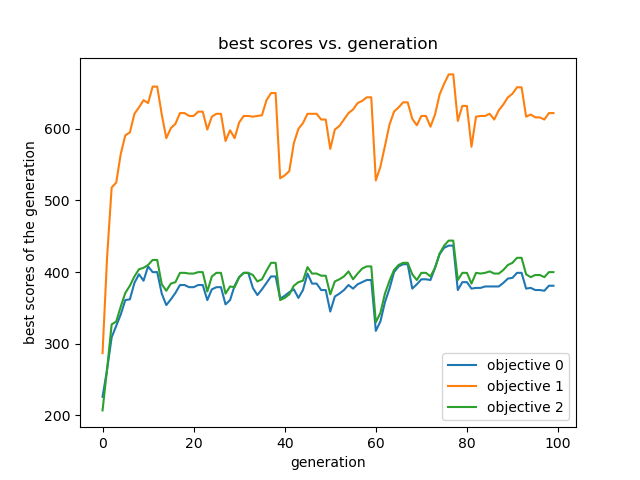 best scores vs. generation
best scores of the generation
600
500
400
300
200
0
20
40
60
80
100
generation
objective 0
objective 1
objective 2